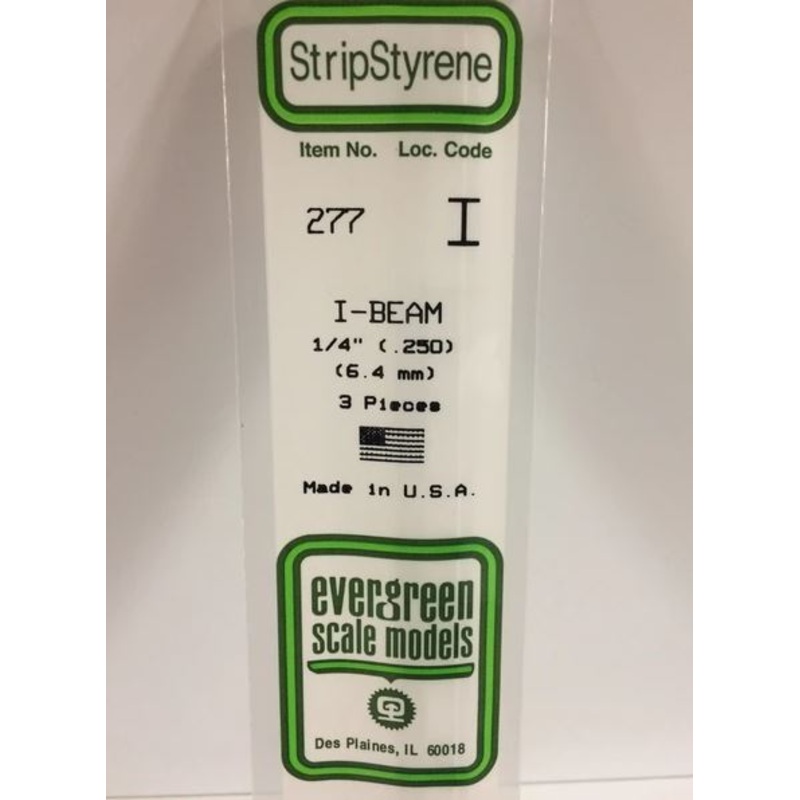 StripStyrene
Item No. Loc. Code
277 I
I-BEAM
1/4" (.250)
(6.4 mm)
3 Pieces
Made in U.S.A.
evergreen
scale models
Des Plaines, IL 60018